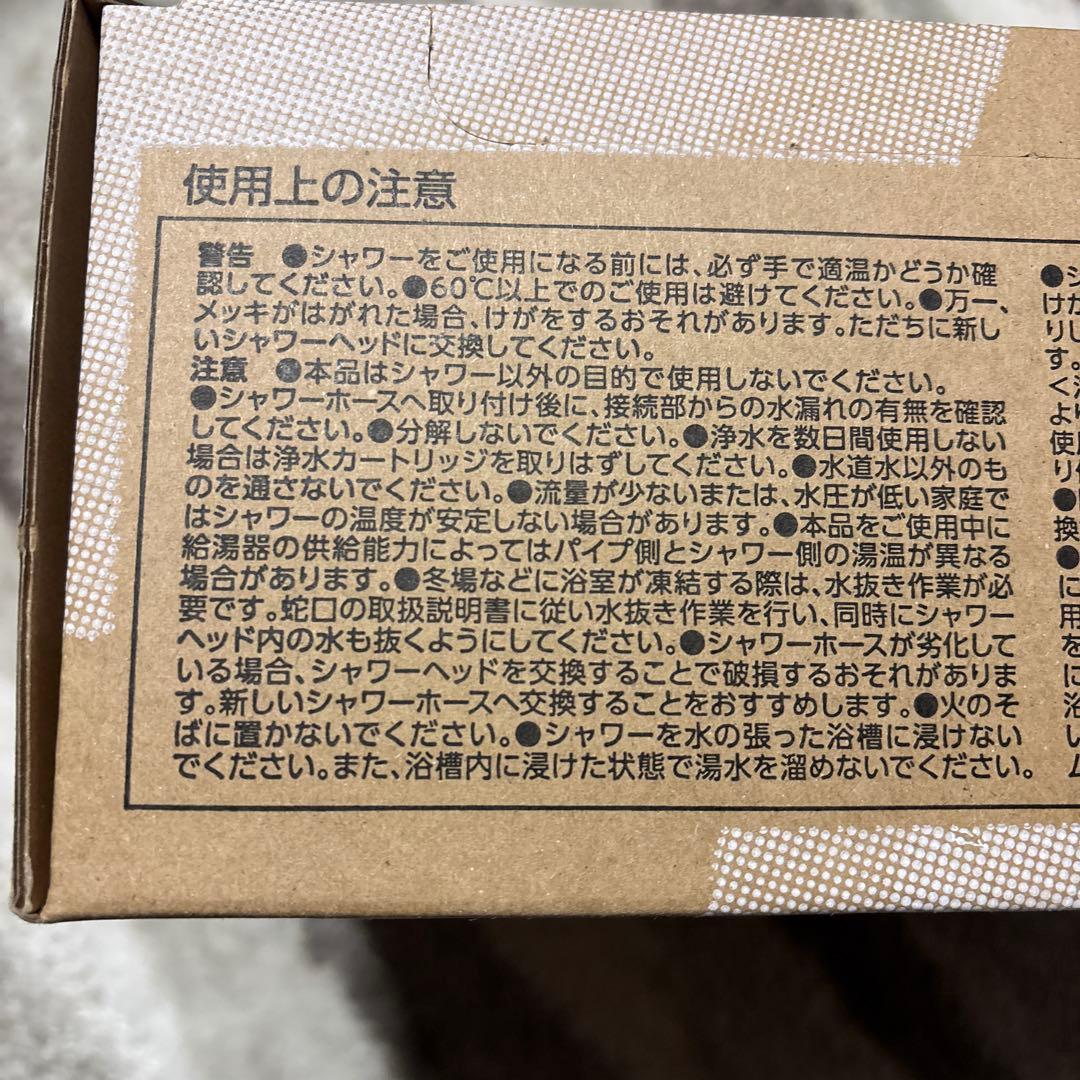 使用上の注意
警告 ●シャワーをご使用になる前には、必ず手で適温かどうか確
認してください。●60℃以上でのご使用は避けてください。●万一、
メッキがはがれた場合、けがをするおそれがあります。ただちに新し
いシャワーヘッドに交換してください。
注意 ●本品はシャワー以外の目的で使用しないでください。
●シャワーホースへ取り付け後に、接続部からの水漏れの有無を確認
してください。●分解しないでください。●浄水を数日間使用しない
場合は浄水カートリッジを取りはずしてください。●水道水以外のも
のを通さないでください。●流量が少ないまたは、水圧が低い家庭で
はシャワーの温度が安定しない場合があります。●本品をご使用中に
給湯器の供給能力によってはパイプ側とシャワー側の湯温が異なる
場合があります。●冬場などに浴室が凍結する際は、水抜き作業が必
要です。蛇口の取扱説明書に従い水抜き作業を行い、同時にシャワー
ヘッド内の水も抜くようにしてください。●シャワーホースが劣化して
いる場合、シャワーヘッドを交換することで破損するおそれがありま
す。新しいシャワーホースへ交換することをおすすめします。●火のそ
ばに置かないでください。●シャワーを水の張った浴槽に浸けない
でください。また、浴槽内に浸けた状態で湯水を溜めないでください。
●シ
けが
りし
す。
く
より
使用
り
●
換
●
に
用
を
に
浴
い